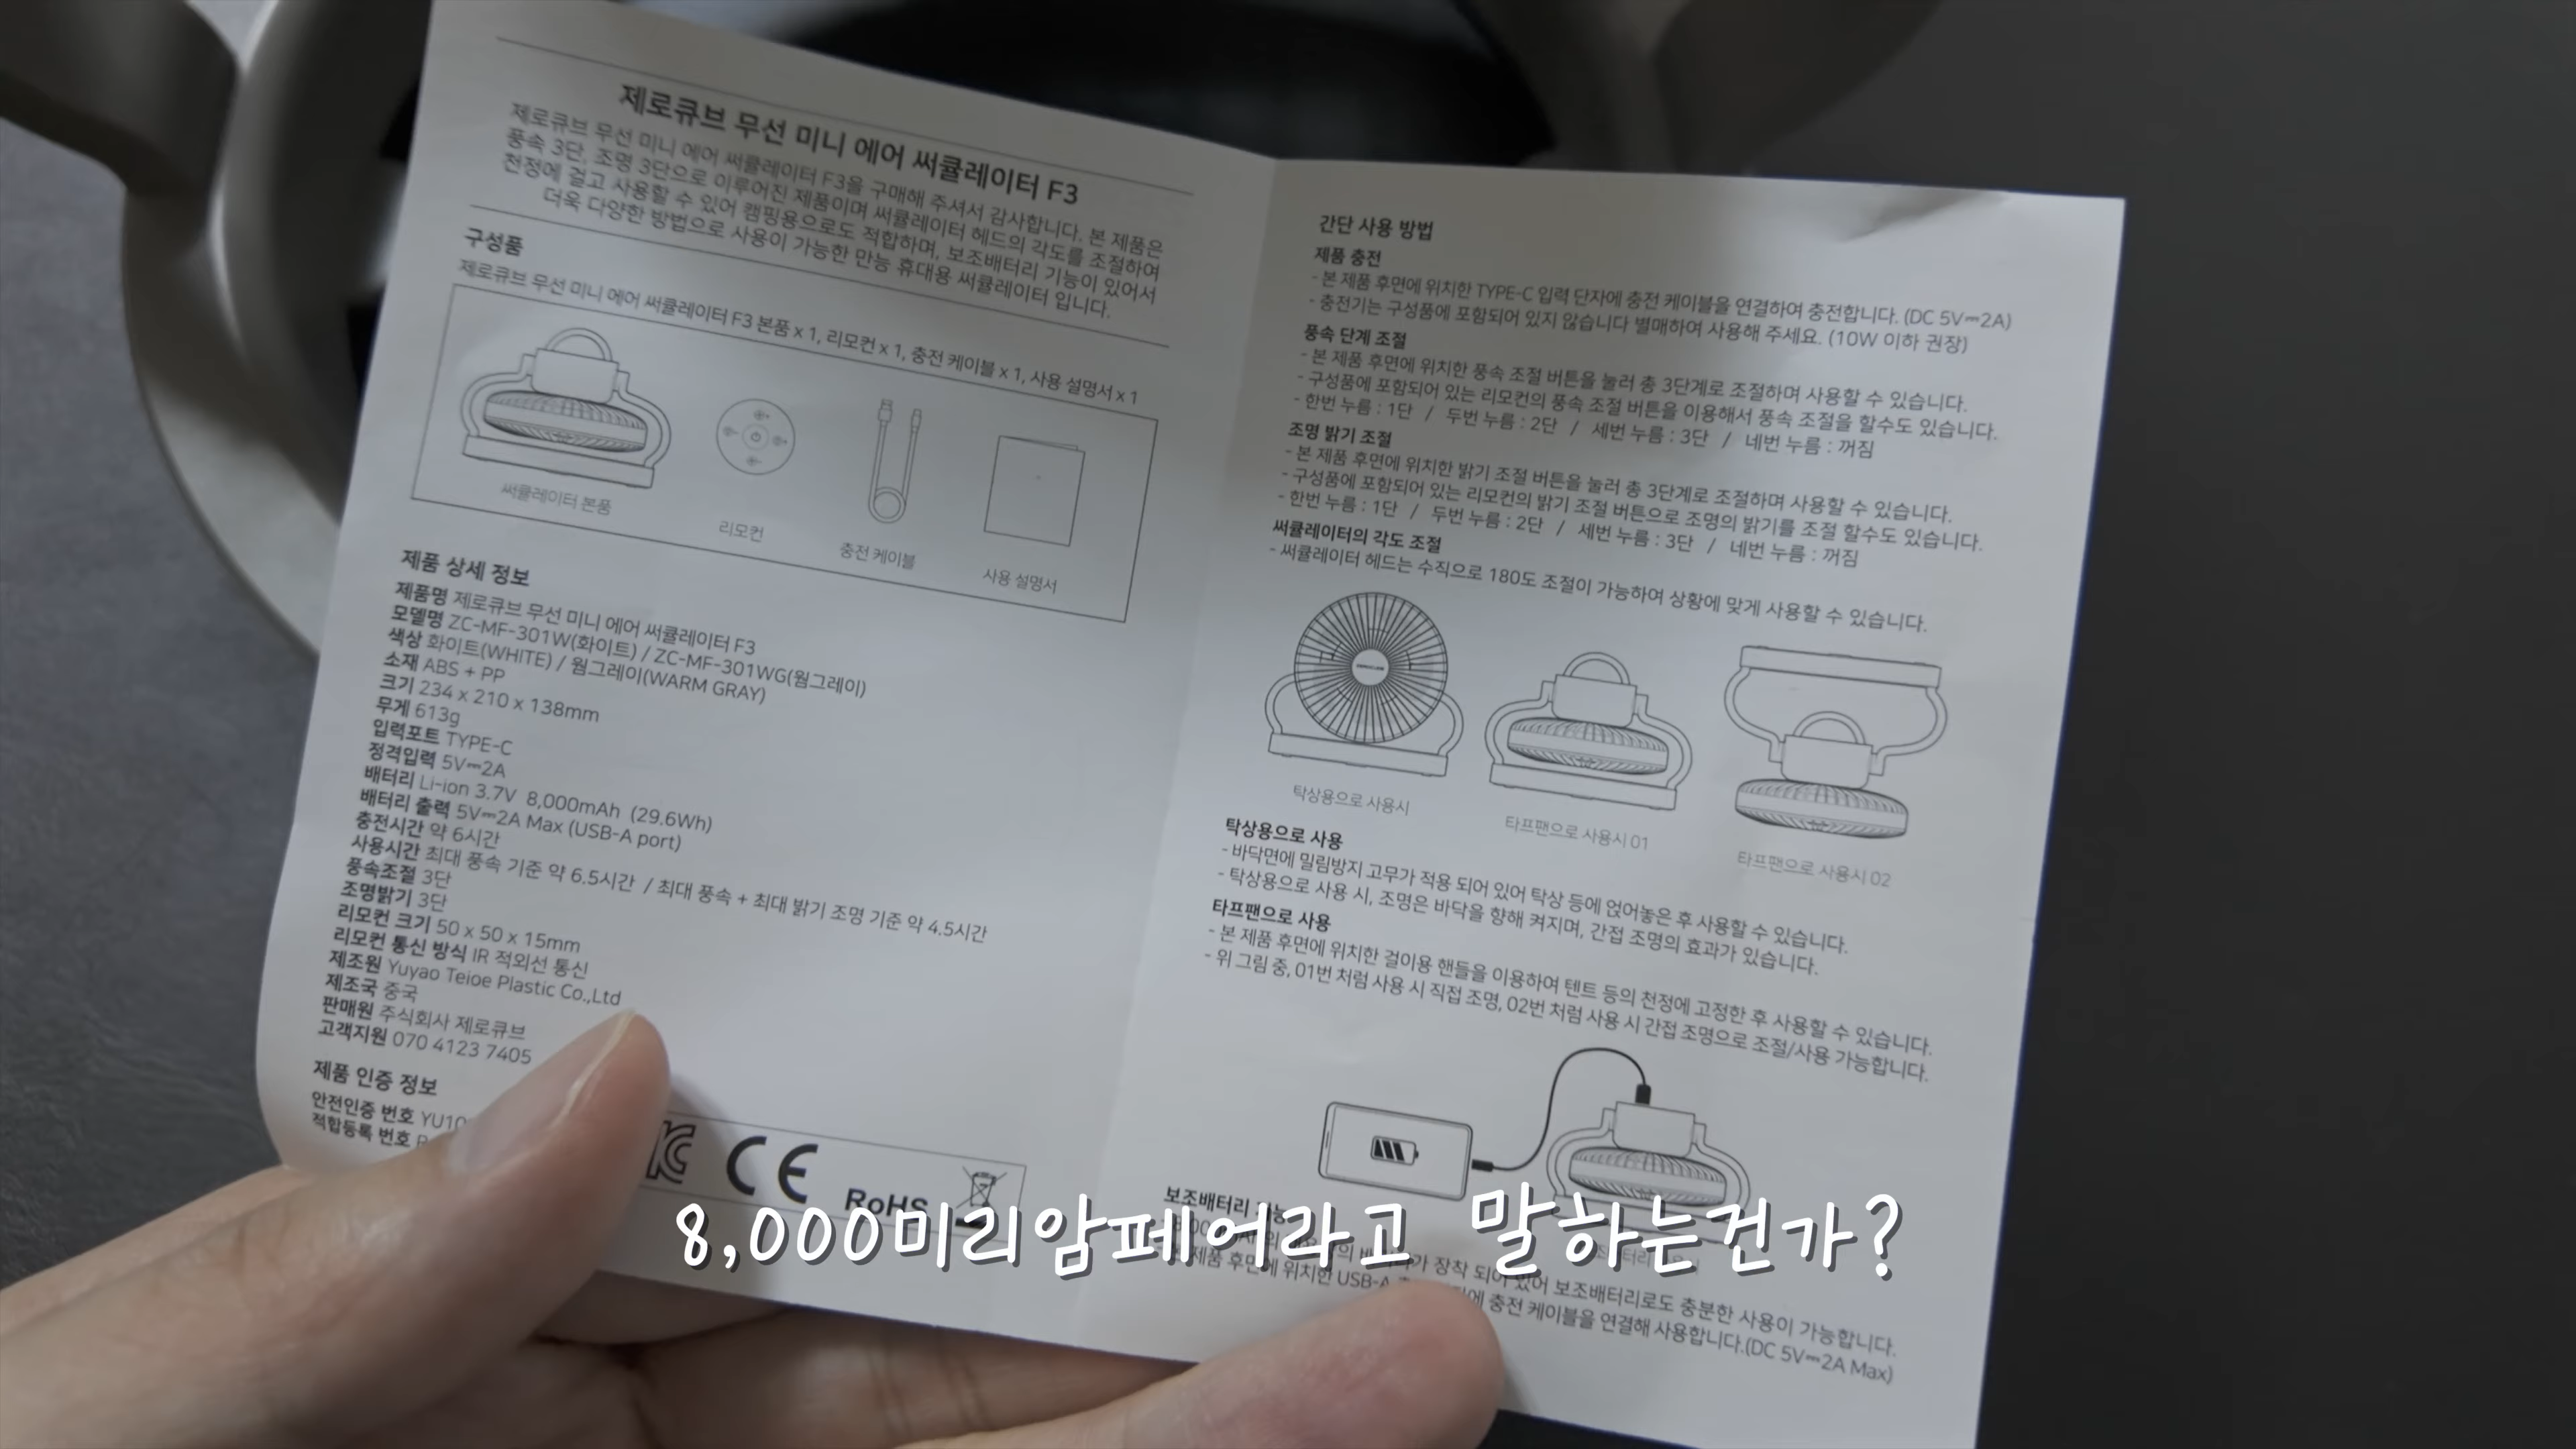 제로큐브 무선 미니 에어 써큘레이터 F3
제로큐브 무선 미니 에어 써큘레이터 F3을 구매해 주셔서 감사합니다. 본 제품은
풍속 3단, 조명 3단으로 이루어진 제품이며 써큘레이터 헤드의 각도를 조절하여
천정에 걸고 사용할 수 있어 캠핑용으로도 적합하며, 보조배터리 기능이 있어서
더욱 다양한 방법으로 사용이 가능한 만능 휴대용 써큘레이터 입니다.
구성품
제로큐브 무선 미니 에어 써큘레이터 F3 본품 x 1, 리모컨 x 1, 충전 케이블 x 1, 사용 설명서 x 1
써큘레이터 본품
리모컨
충전 케이블
사용 설명서
제품 상세 정보
제품명 제로큐브 무선 미니 에어 써큘레이터 F3
모델명 ZC-MF-301W(화이트) / ZC-MF-301WG(웜그레이)
색상 화이트(WHITE) / 웜그레이(WARM GRAY)
소재 ABS + PP
크기 234 x 210 x 138mm
무게 613g
입력포트 TYPE-C
정격입력 5V⎓2A
배터리 Li-ion 3.7V 8,000mAh (29.6Wh)
배터리 출력 5V⎓2A Max (USB-A port)
충전시간 약 6시간
사용시간 최대 풍속 기준 약 6.5시간 / 최대 풍속 + 최대 밝기 조명 기준 약 4.5시간
풍속조절 3단
조명밝기 3단
리모컨 크기 50 x 50 x 15mm
리모컨 통신 방식 IR 적외선 통신
제조원 Yuyao Teioe Plastic Co.,Ltd
제조국 중국
판매원 주식회사 제로큐브
고객지원 070 4123 7405
제품 인증 정보
안전인증 번호
적합등록 번호
CE
RoHS
간단 사용 방법
제품 충전
- 본 제품 후면에 위치한 TYPE-C 입력 단자에 충전 케이블을 연결하여 충전합니다. (DC 5V⎓2A)
- 충전기는 구성품에 포함되어 있지 않습니다 별매하여 사용해 주세요. (10W 이하 권장)
풍속 단계 조절
- 본 제품 후면에 위치한 풍속 조절 버튼을 눌러 총 3단계로 조절하며 사용할 수 있습니다.
- 구성품에 포함되어 있는 리모컨의 풍속 조절 버튼을 이용해서 풍속 조절을 할수도 있습니다.
- 한번 누름 : 1단 / 두번 누름 : 2단 / 세번 누름 : 3단 / 네번 누름 : 꺼짐
조명 밝기 조절
- 본 제품 후면에 위치한 밝기 조절 버튼을 눌러 총 3단계로 조절하며 사용할 수 있습니다.
- 구성품에 포함되어 있는 리모컨의 밝기 조절 버튼으로 조명의 밝기를 조절 할수도 있습니다.
- 한번 누름 : 1단 / 두번 누름 : 2단 / 세번 누름 : 3단 / 네번 누름 : 꺼짐
써큘레이터의 각도 조절
- 써큘레이터 헤드는 수직으로 180도 조절이 가능하여 상황에 맞게 사용할 수 있습니다.
탁상용으로 사용시
타프팬으로 사용시 01
타프팬으로 사용시 02
탁상용으로 사용
- 바닥면에 밀림방지 고무가 적용 되어 있어 탁상 등에 얹어놓은 후 사용할 수 있습니다.
- 탁상용으로 사용 시, 조명은 바닥을 향해 켜지며, 간접 조명의 효과가 있습니다.
타프팬으로 사용
- 본 제품 후면에 위치한 걸이용 핸들을 이용하여 텐트 등의 천정에 고정한 후 사용할 수 있습니다.
- 위 그림 중, 01번 처럼 사용 시 직접 조명, 02번 처럼 사용 시 간접 조명으로 조절/사용 가능합니다.
보조배터리
장착 되어 있어 보조배터리로도 충분한 사용이 가능합니다.
제품 후면에 위치한 USB-A 충전 케이블을 연결해 사용합니다.(DC 5V⎓2A Max)
8,000미리암페어라고 말하는건가?